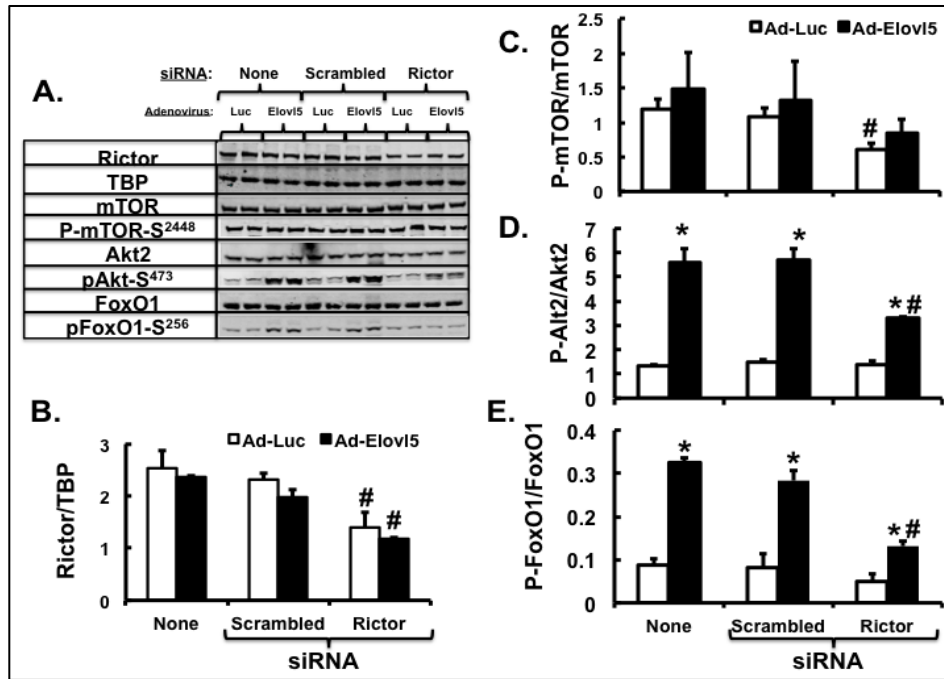 A.
siRNA: None Scrambled Rictor
Adenovirus: Luc Elovl5 Luc Elovl5 Luc Elovl5
Rictor
TBP
mTOR
P-mTOR-S2448
Akt2
pAkt-S473
FoxO1
pFoxO1-S256
B.
Ad-Luc Ad-Elovl5
Rictor/TBP
3
2
1
0
# #
None Scrambled Rictor
siRNA
C.
Ad-Luc Ad-Elovl5
P-mTOR/mTOR
2.5
2
1.5
1
0.5
0
#
D.
P-Alt2/Akt2
7
6
5
4
3
2
1
0
* * *#
E.
P-FoxO1/FoxO1
0.4
0.3
0.2
0.1
0
* * *#
None Scrambled Rictor
siRNA